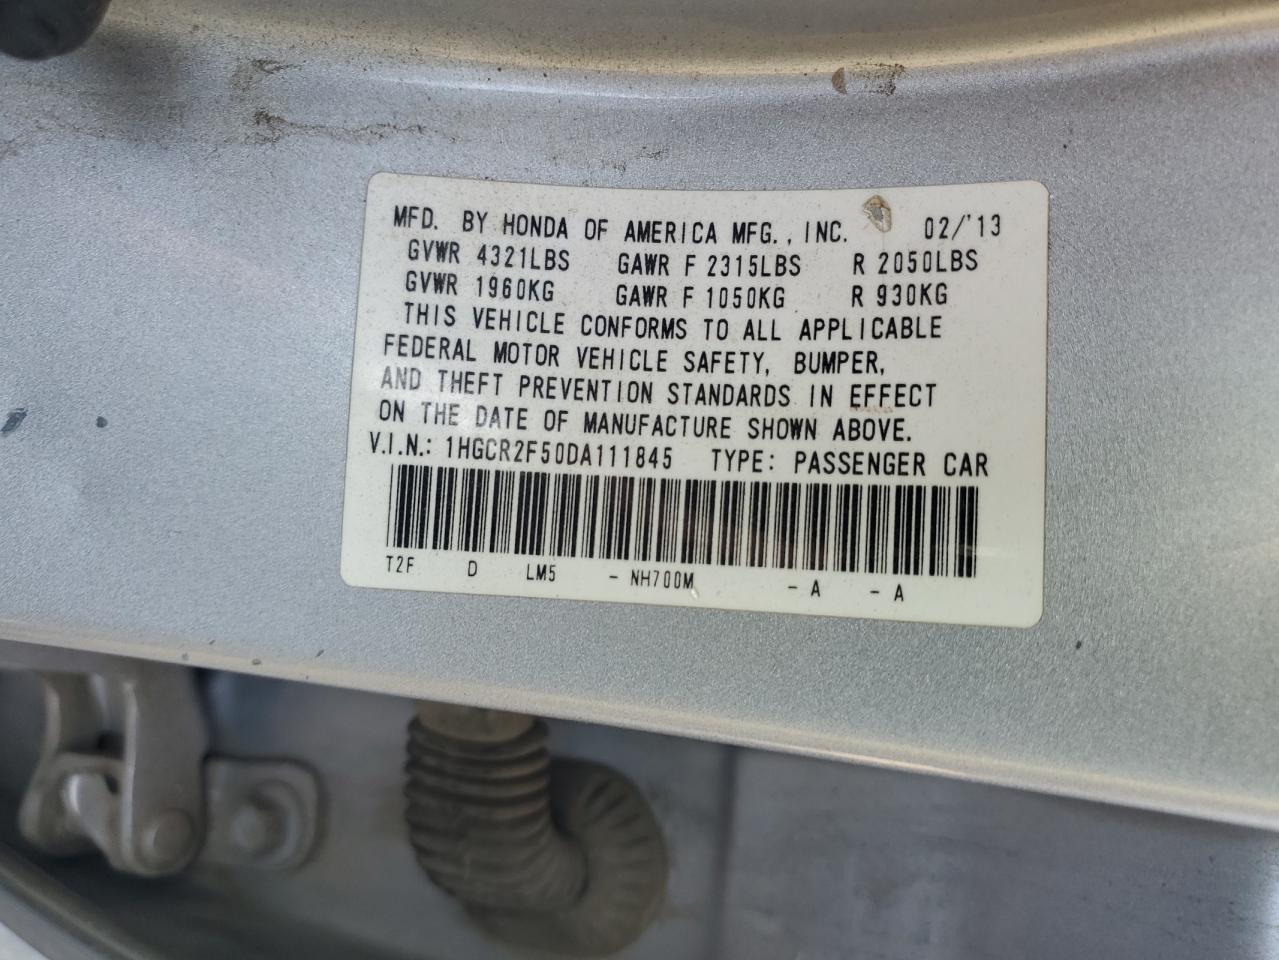 MFD. BY HONDA OF AMERICA MFG., INC. 02/'13
GVWR 4321LBS GAWR F 2315LBS R 2050LBS
GVWR 1960KG GAWR F 1050KG R 930KG
THIS VEHICLE CONFORMS TO ALL APPLICABLE
FEDERAL MOTOR VEHICLE SAFETY, BUMPER,
AND THEFT PREVENTION STANDARDS IN EFFECT
ON THE DATE OF MANUFACTURE SHOWN ABOVE.
V.I.N.: 1HGCR2F50DA111845 TYPE: PASSENGER CAR
T2F D LM5 - NH700M - A - A